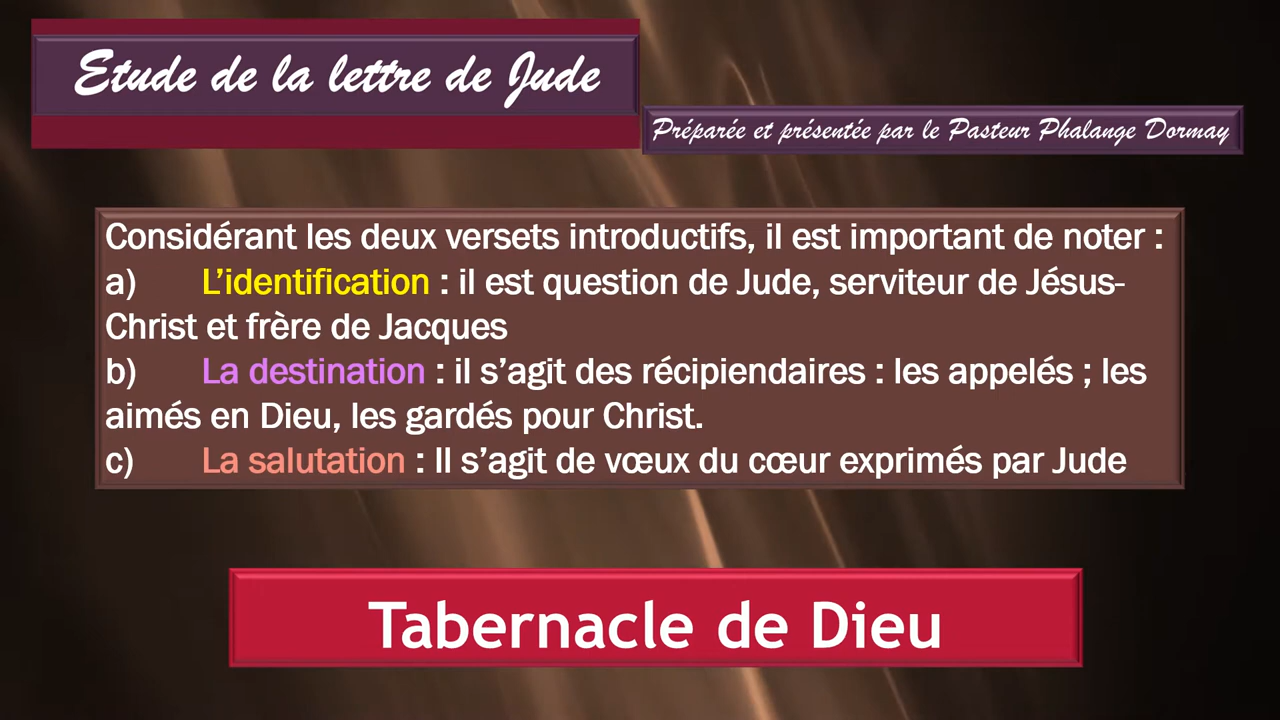 Etude de la lettre de Jude
Préparée et présentée par le Pasteur Phalange Dormay
Considérant les deux versets introductifs, il est important de noter :
a) L’identification : il est question de Jude, serviteur de Jésus-
Christ et frère de Jacques
b) La destination : il s’agit des récipiendaires : les appelés ; les
aimés en Dieu, les gardés pour Christ.
c) La salutation : Il s’agit de vœux du cœur exprimés par Jude
Tabernacle de Dieu